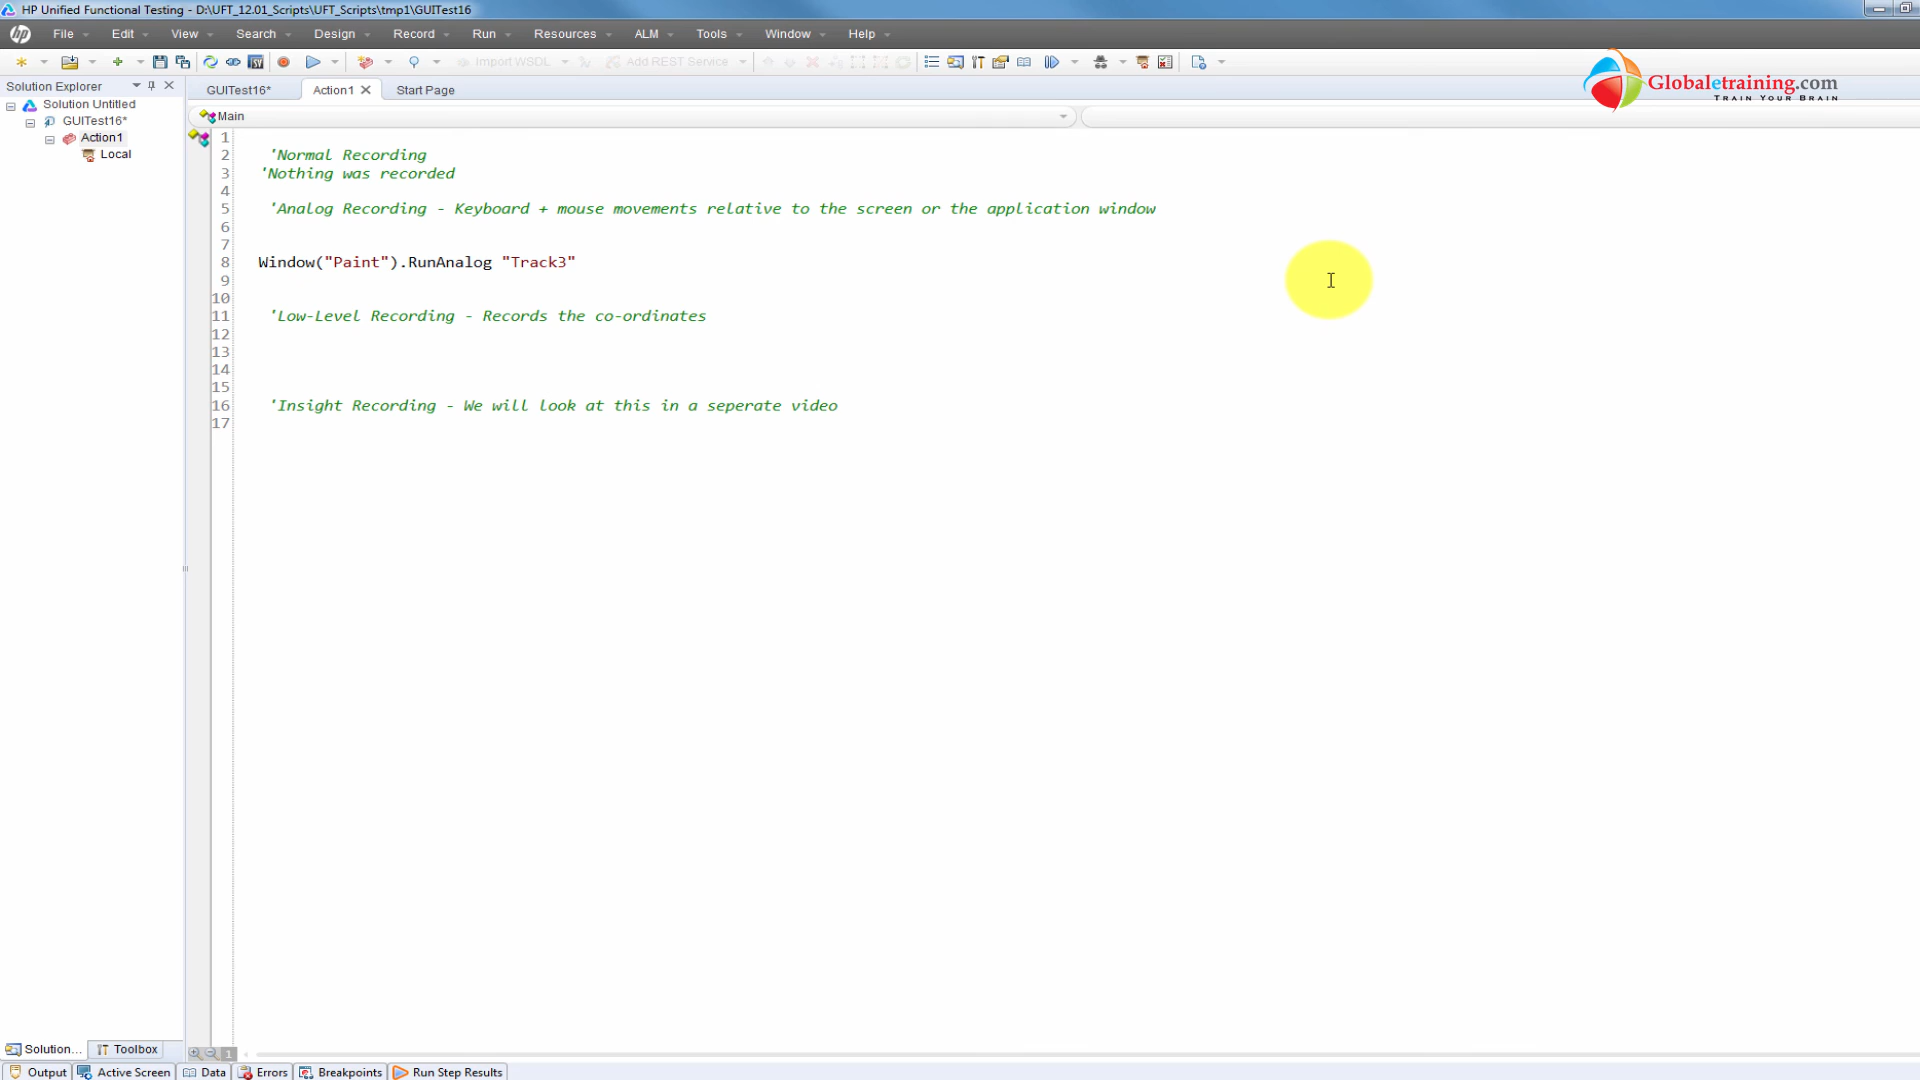 HP Unified Functional Testing - D:\UFT_12.01_Scripts\UFT_Scripts\tmp1\GUITest16
hp File Edit View Search Design Record Run Resources ALM Tools Window Help
Import WSDL Add REST Service
Globaletraining.com
TRAIN YOUR BRAIN
Solution Explorer
GUITest16* Action1 Start Page
Solution Untitled
GUITest16*
Action1
Local
Main
1
2 'Normal Recording
3 'Nothing was recorded
4
5 'Analog Recording - Keyboard + mouse movements relative to the screen or the application window
6
7
8 Window("Paint").RunAnalog "Track3"
9
10
11 'Low-Level Recording - Records the co-ordinates
12
13
14
15
16 'Insight Recording - We will look at this in a seperate video
17
Solution... Toolbox
1
Output Active Screen Data Errors Breakpoints Run Step Results